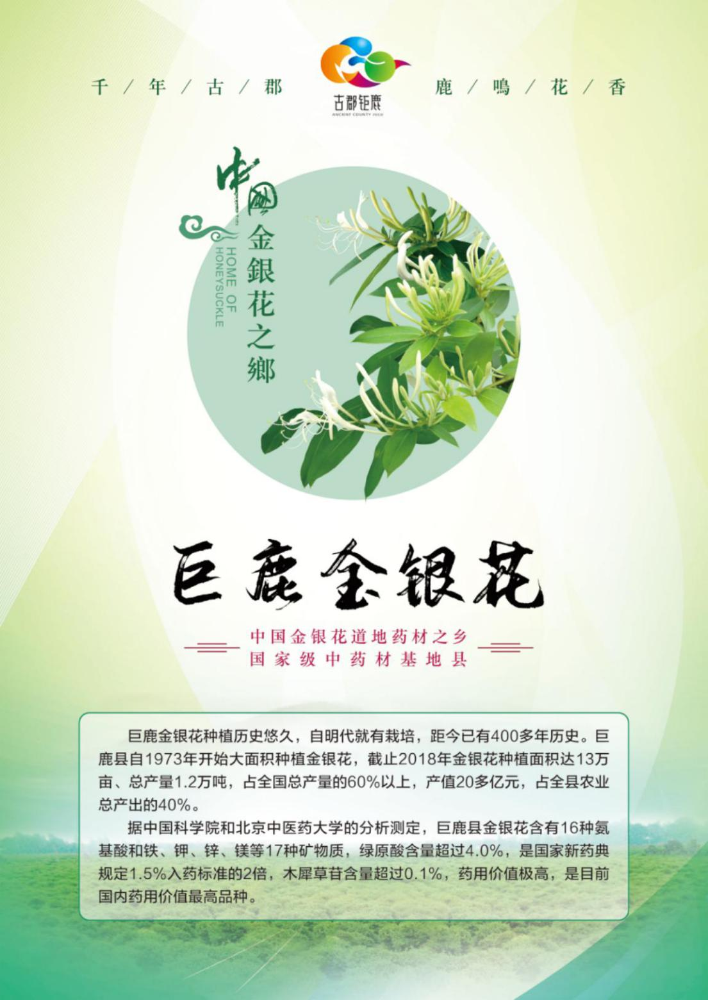 千/年/古/郡
古郡钜鹿
ANCIENT COUNTY JULU
鹿/鳴/花/香
中國
金銀花之鄉
HOME OF
HONEYSUCKLE
巨鹿金银花
中国金银花道地药材之乡
国家级中药材基地县
巨鹿金银花种植历史悠久，自明代就有栽培，距今已有400多年历史。巨
鹿县自1973年开始大面积种植金银花，截止2018年金银花种植面积达13万
亩、总产量1.2万吨，占全国总产量的60%以上，产值20多亿元，占全县农业
总产出的40%。
据中国科学院和北京中医药大学的分析测定，巨鹿县金银花含有16种氨
基酸和铁、钾、锌、镁等17种矿物质，绿原酸含量超过4.0%，是国家新药典
规定1.5%入药标准的2倍，木犀草苷含量超过0.1%，药用价值极高，是目前
国内药用价值最高品种。